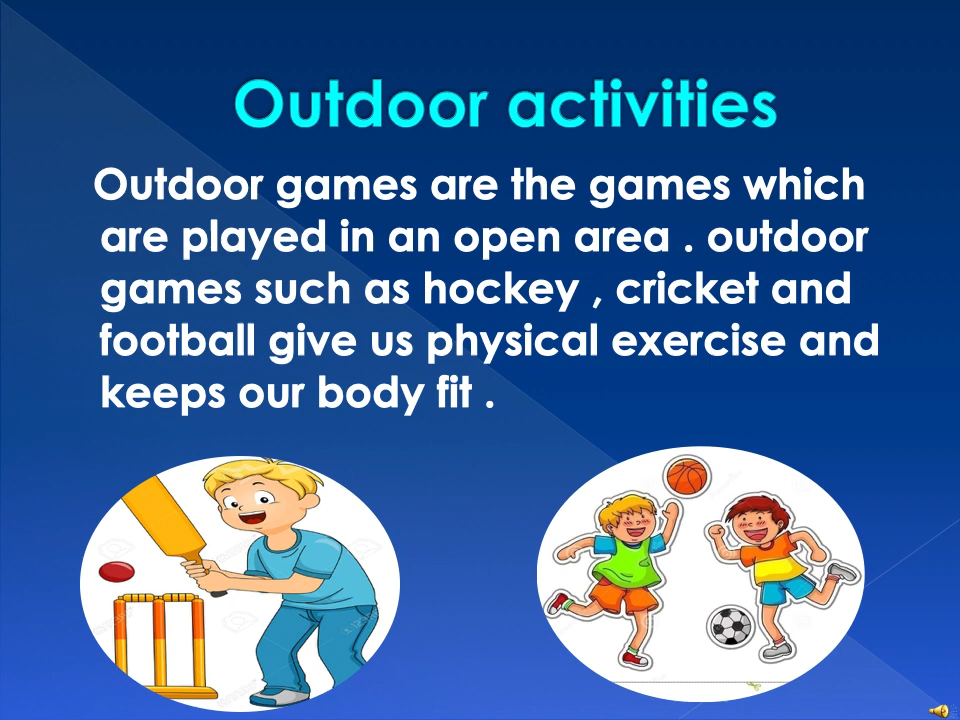 Outdoor activities
Outdoor games are the games which
are played in an open area . outdoor
games such as hockey , cricket and
football give us physical exercise and
keeps our body fit .